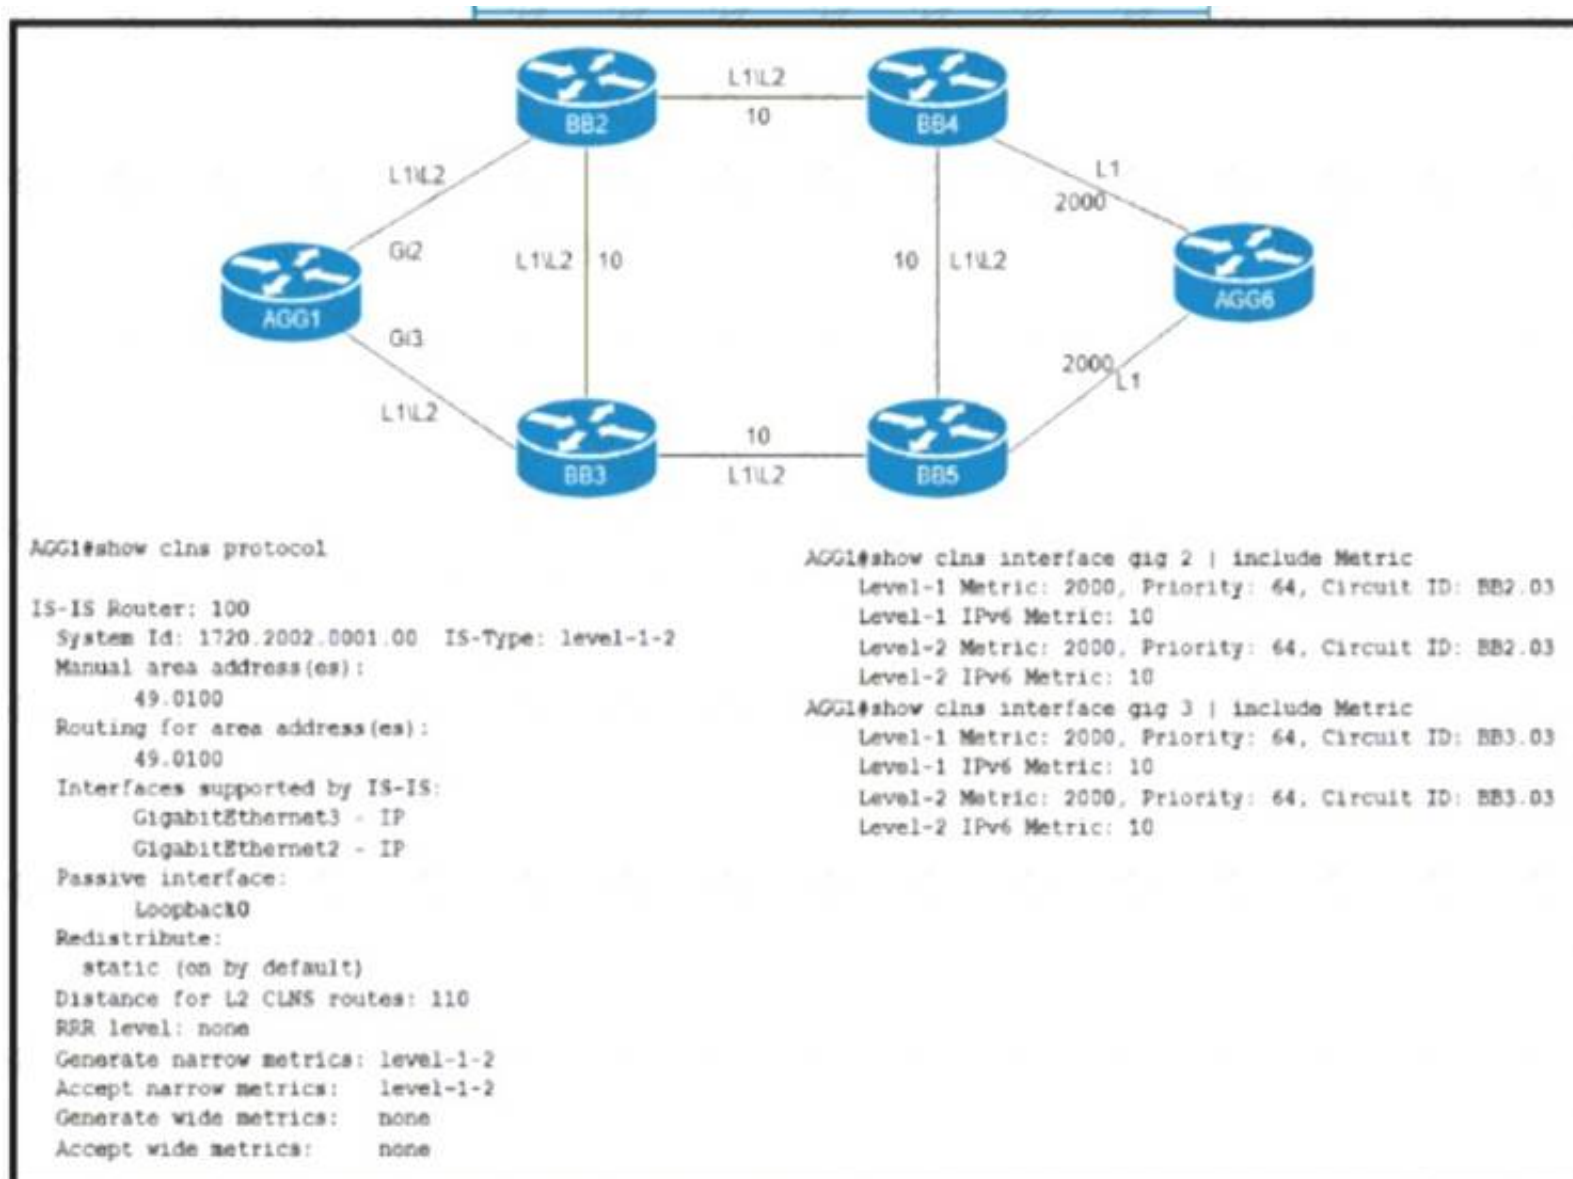 L1\L2
10
BB2
BB4
L1\L2
L1
2000
Gi2
L1\L2
10
10
L1\L2
AGG1
AGG6
Gi3
2000
L1
L1\L2
10
BB3
L1\L2
BB5
AGG1#show clns protocol
IS-IS Router: 100
System Id: 1720.2002.0001.00 IS-Type: level-1-2
Manual area address(es):
49.0100
Routing for area address(es):
49.0100
Interfaces supported by IS-IS:
GigabitEthernet3 - IP
GigabitEthernet2 - IP
Passive interface:
Loopback0
Redistribute:
static (on by default)
Distance for L2 CLNS routes: 110
RRR level: none
Generate narrow metrics: level-1-2
Accept narrow metrics: level-1-2
Generate wide metrics: none
Accept wide metrics: none
AGG1#show clns interface gig 2 | include Metric
Level-1 Metric: 2000, Priority: 64, Circuit ID: BB2.03
Level-1 IPv6 Metric: 10
Level-2 Metric: 2000, Priority: 64, Circuit ID: BB2.03
Level-2 IPv6 Metric: 10
AGG1#show clns interface gig 3 | include Metric
Level-1 Metric: 2000, Priority: 64, Circuit ID: BB3.03
Level-1 IPv6 Metric: 10
Level-2 Metric: 2000, Priority: 64, Circuit ID: BB3.03
Level-2 IPv6 Metric: 10